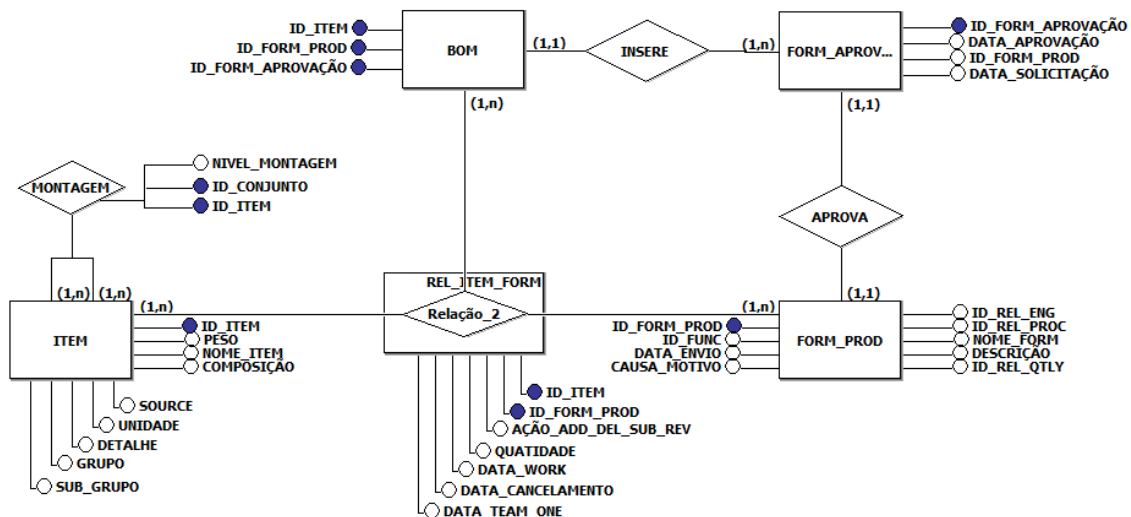 ID_ITEM
ID_FORM_PROD
ID_FORM_APROVAÇÃO
BOM
(1,1)
INSERE
(1,n)
FORM_APROV...
ID_FORM_APROVAÇÃO
DATA_APROVAÇÃO
ID_FORM_PROD
DATA_SOLICITAÇÃO
(1,n)
(1,1)
MONTAGEM
NIVEL_MONTAGEM
ID_CONJUNTO
ID_ITEM
APROVA
(1,n)
(1,n)
(1,n)
REL_ITEM_FORM
Relação_2
(1,n)
(1,1)
ITEM
ID_ITEM
PESO
NOME_ITEM
COMPOSIÇÃO
ID_FORM_PROD
ID_FUNC
DATA_ENVIO
CAUSA_MOTIVO
FORM_PROD
ID_REL_ENG
ID_REL_PROC
NOME_FORM
DESCRIÇÃO
ID_REL_QTLY
SOURCE
UNIDADE
DETALHE
GRUPO
SUB_GRUPO
ID_ITEM
ID_FORM_PROD
AÇÃO_ADD_DEL_SUB_REV
QUATIDADE
DATA_WORK
DATA_CANCELAMENTO
DATA_TEAM_ONE